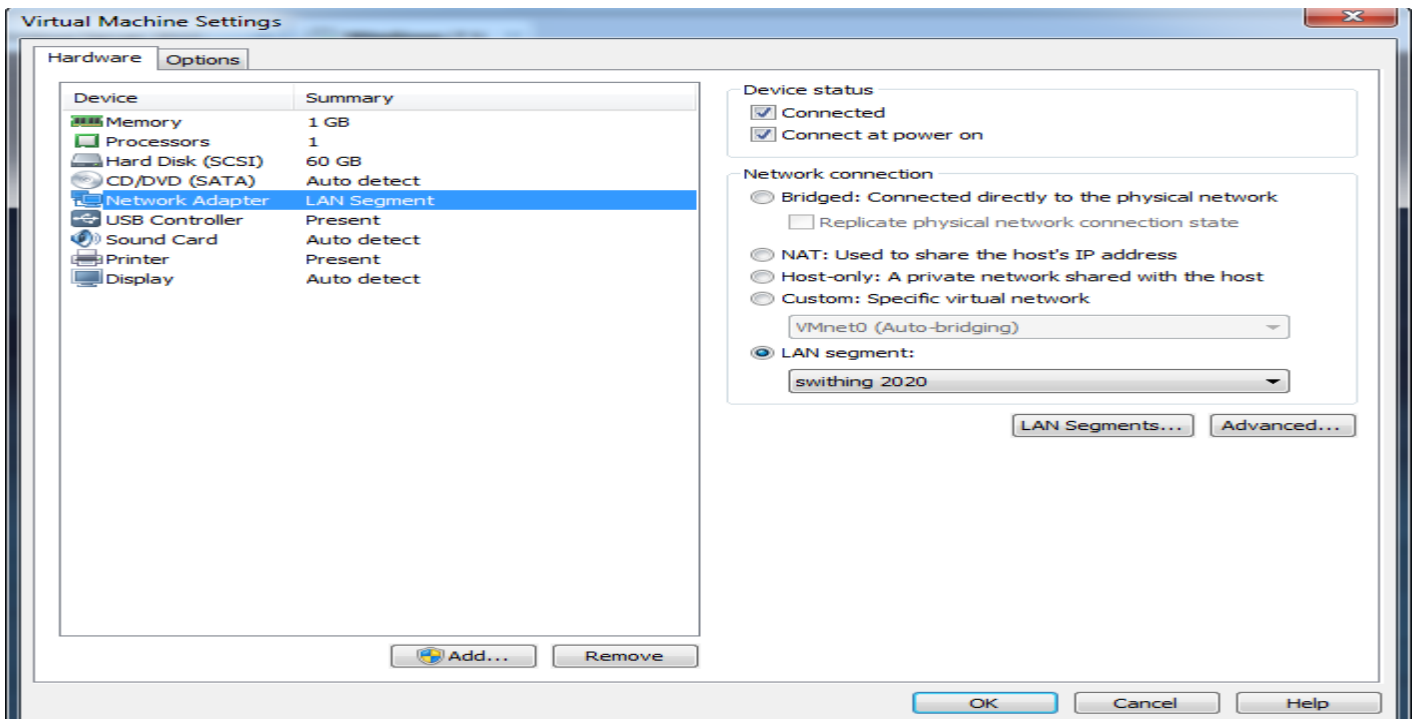 Virtual Machine Settings
Hardware Options
Device Summary
Memory 1 GB
Processors 1
Hard Disk (SCSI) 60 GB
CD/DVD (SATA) Auto detect
Network Adapter LAN Segment
USB Controller Present
Sound Card Auto detect
Printer Present
Display Auto detect
Add... Remove
Device status
Connected
Connect at power on
Network connection
Bridged: Connected directly to the physical network
Replicate physical network connection state
NAT: Used to share the host's IP address
Host-only: A private network shared with the host
Custom: Specific virtual network
VMnet0 (Auto-bridging)
LAN segment:
swithing 2020
LAN Segments... Advanced...
OK Cancel Help